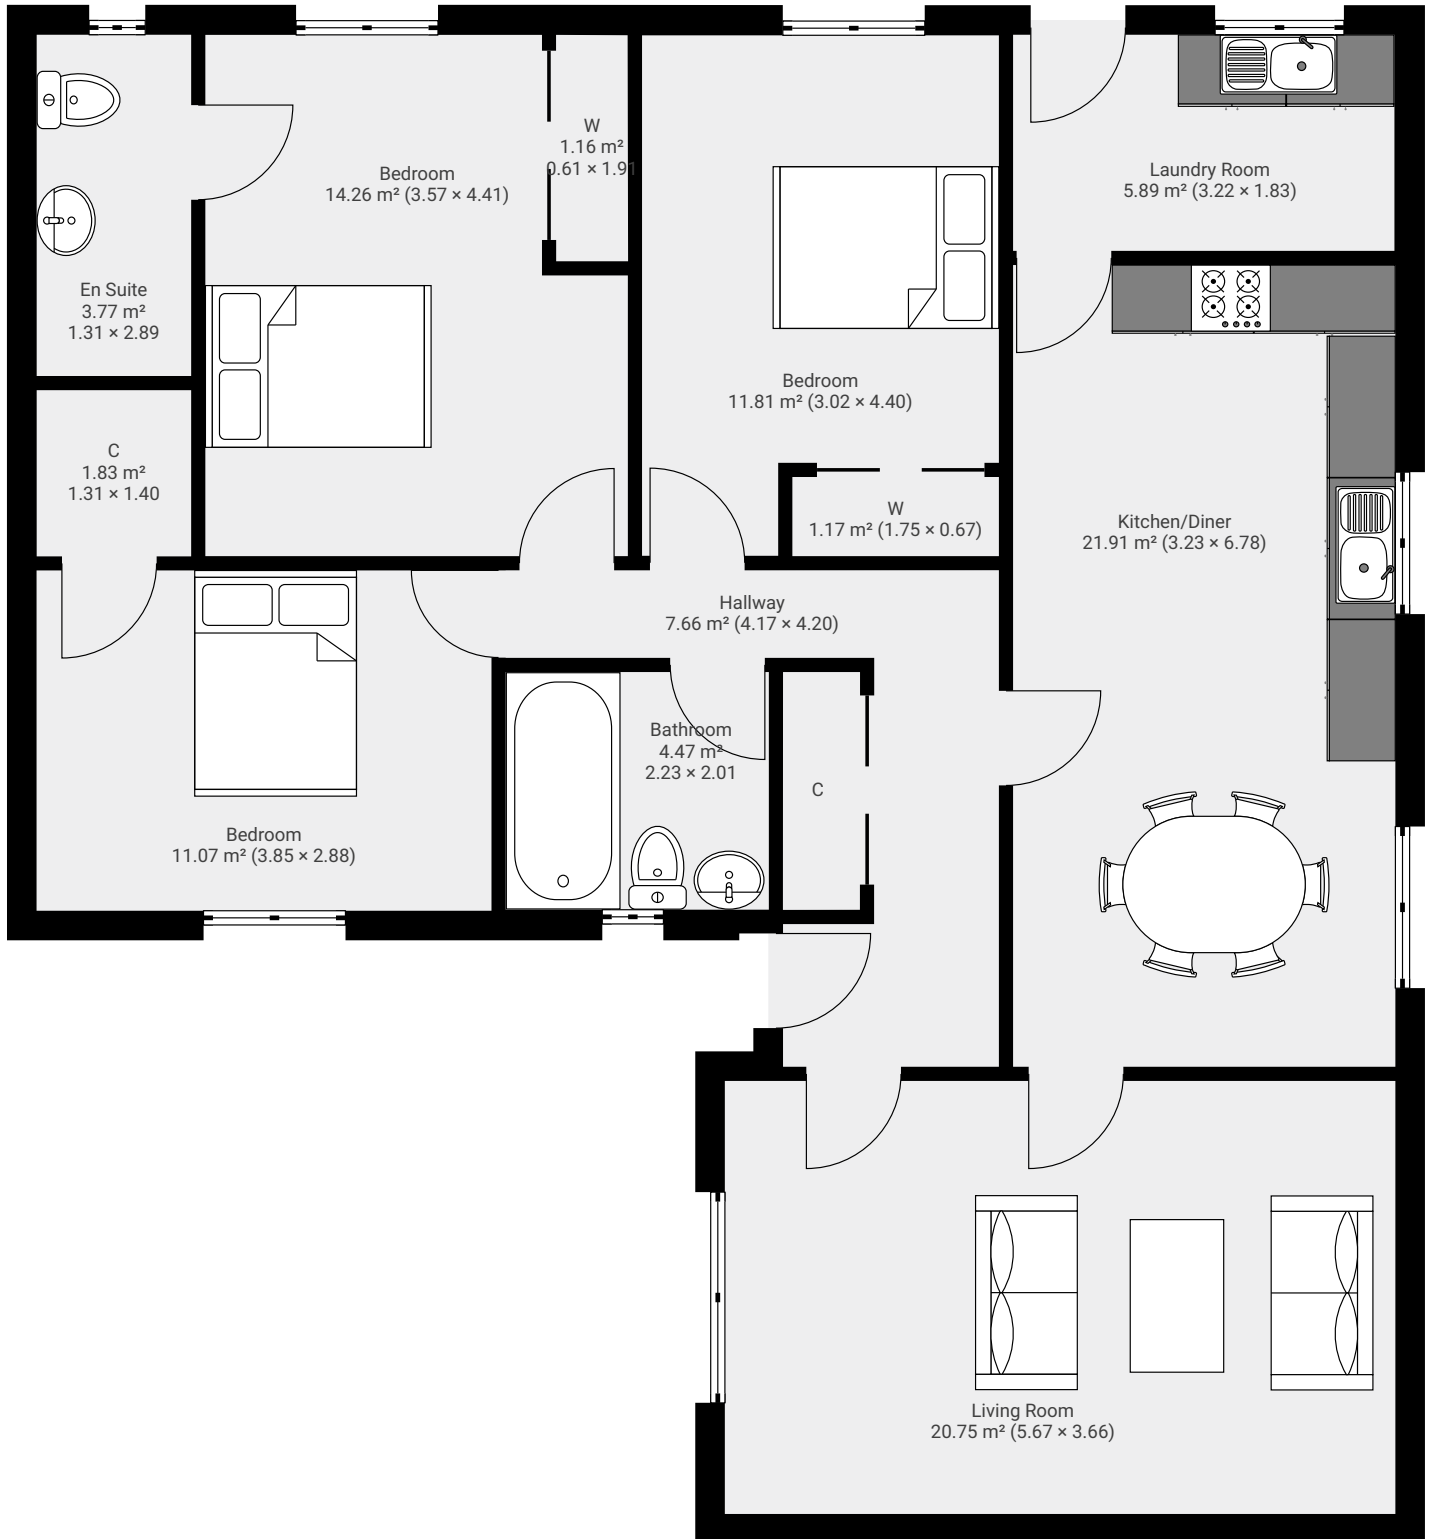 W
1.16 m²
0.61 × 1.91
Bedroom
14.26 m² (3.57 × 4.41)
Laundry Room
5.89 m² (3.22 × 1.83)
En Suite
3.77 m²
1.31 × 2.89
Bedroom
11.81 m² (3.02 × 4.40)
C
1.83 m²
1.31 × 1.40
W
1.17 m² (1.75 × 0.67)
Kitchen/Diner
21.91 m² (3.23 × 6.78)
Hallway
7.66 m² (4.17 × 4.20)
Bathroom
4.47 m²
2.23 × 2.01
C
Bedroom
11.07 m² (3.85 × 2.88)
Living Room
20.75 m² (5.67 × 3.66)